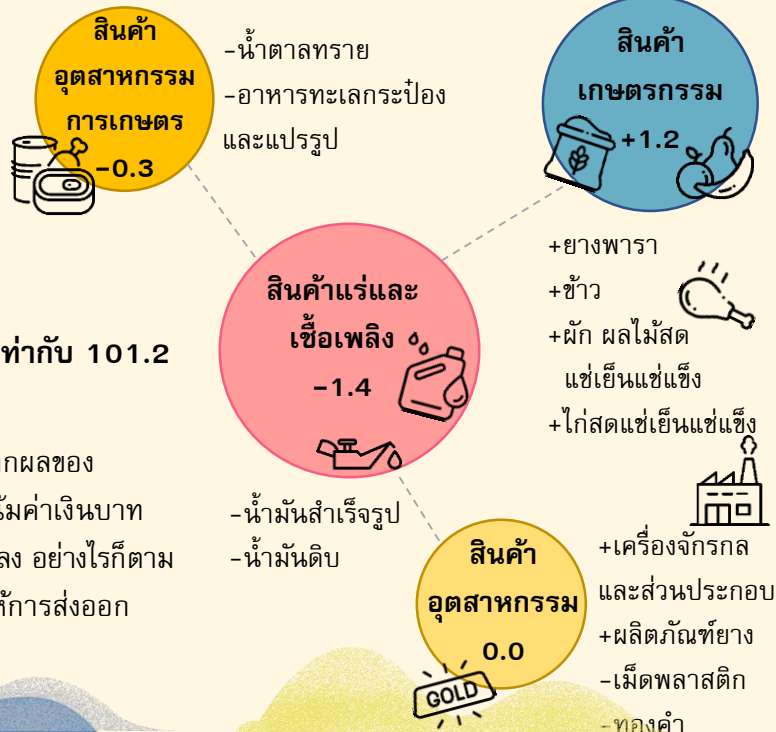 สินค้า
อุตสาหกรรม
การเกษตร
-0.3
-น้ำตาลทราย
-อาหารทะเลกระป๋อง
และแปรรูป
สินค้า
เกษตรกรรม
+1.2
+ยางพารา
+ข้าว
+ผัก ผลไม้สด
แช่เย็นแช่แข็ง
+ไก่สดแช่เย็นแช่แข็ง
สินค้าแร่และ
เชื้อเพลิง
-1.4
-น้ำมันสำเร็จรูป
-น้ำมันดิบ
ท่ากับ 101.2
กผลของ
ค่าเงินบาท
ลง อย่างไรก็ตาม
ห้การส่งออก
สินค้า
อุตสาหกรรม
0.0
GOLD
+เครื่องจักรกล
และส่วนประกอบ
+ผลิตภัณฑ์ยาง
-เม็ดพลาสติก
-ทองคำ